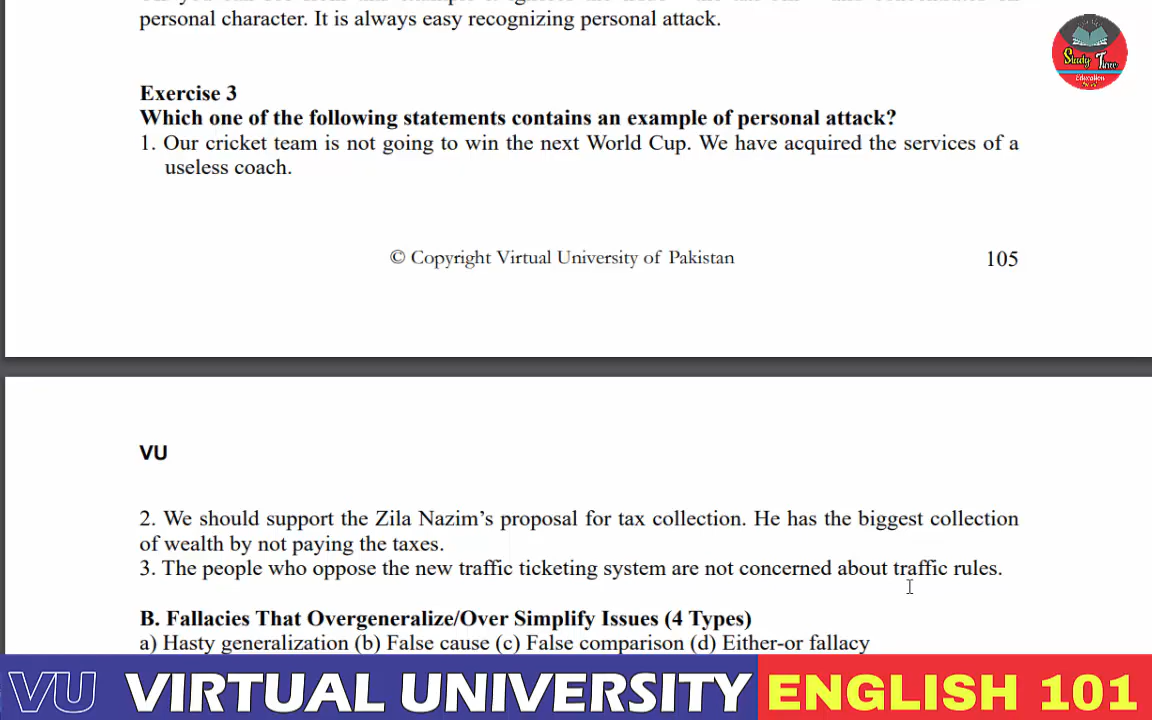 personal character. It is always easy recognizing personal attack.
Study Time
Education
Exercise 3
Which one of the following statements contains an example of personal attack?
1. Our cricket team is not going to win the next World Cup. We have acquired the services of a
useless coach.
© Copyright Virtual University of Pakistan 105
VU
2. We should support the Zila Nazim’s proposal for tax collection. He has the biggest collection
of wealth by not paying the taxes.
3. The people who oppose the new traffic ticketing system are not concerned about traffic rules.
B. Fallacies That Overgeneralize/Over Simplify Issues (4 Types)
a) Hasty generalization (b) False cause (c) False comparison (d) Either-or fallacy
VU VIRTUAL UNIVERSITY ENGLISH 101